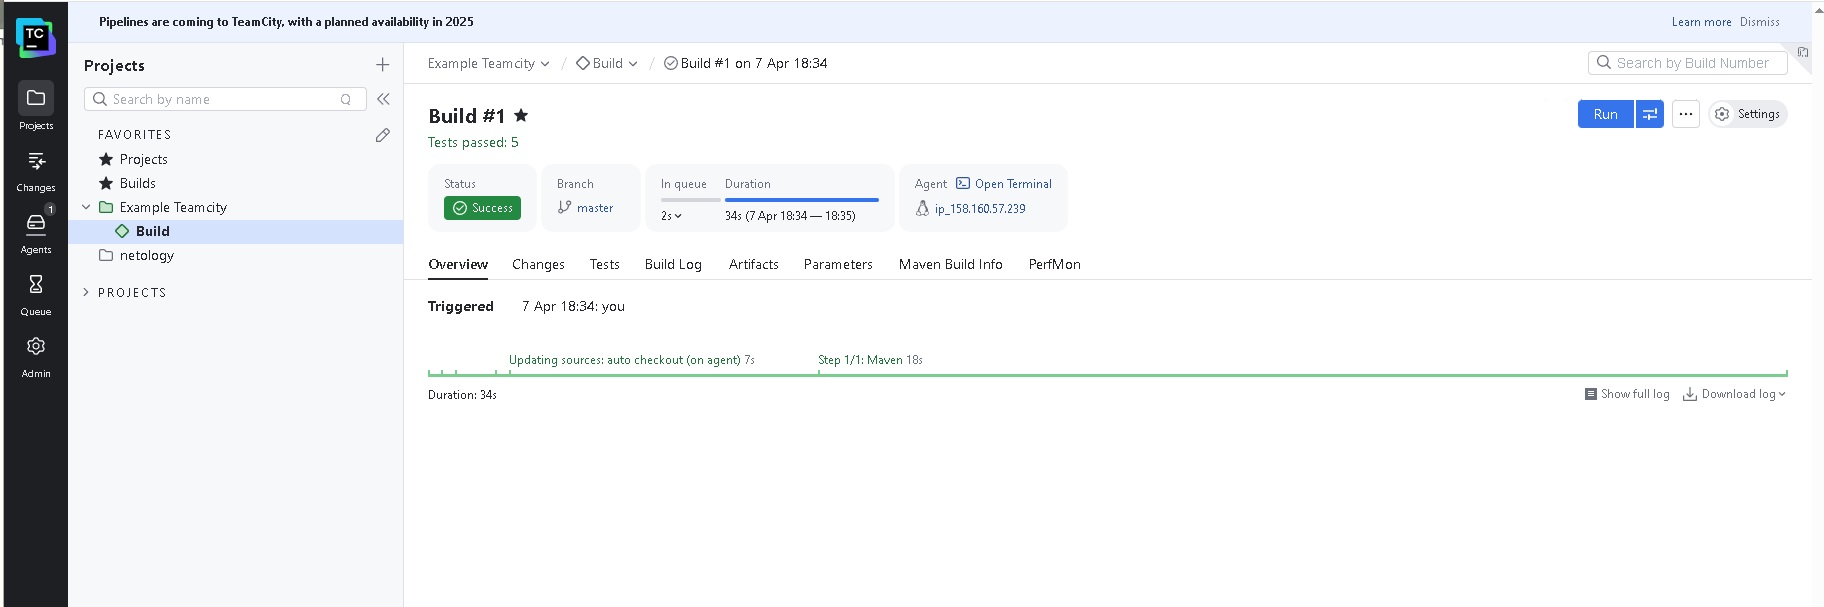 Pipelines are coming to TeamCity, with a planned availability in 2025
Learn more Dismiss
TC
Projects
Changes
1
Agents
Queue
Admin
Projects
Search by name Q
FAVORITES
Projects
Builds
Example Teamcity
Build
netology
PROJECTS
Example Teamcity / Build / Build #1 on 7 Apr 18:34
Search by Build Number
Build #1
Run ... Settings
Tests passed: 5
Status
Success
Branch
master
In queue Duration
2s 34s (7 Apr 18:34 — 18:35)
Agent Open Terminal
ip_158.160.57.239
Overview Changes Tests Build Log Artifacts Parameters Maven Build Info PerfMon
Triggered 7 Apr 18:34: you
Updating sources: auto checkout (on agent) 7s Step 1/1: Maven 18s
Duration: 34s
Show full log Download log